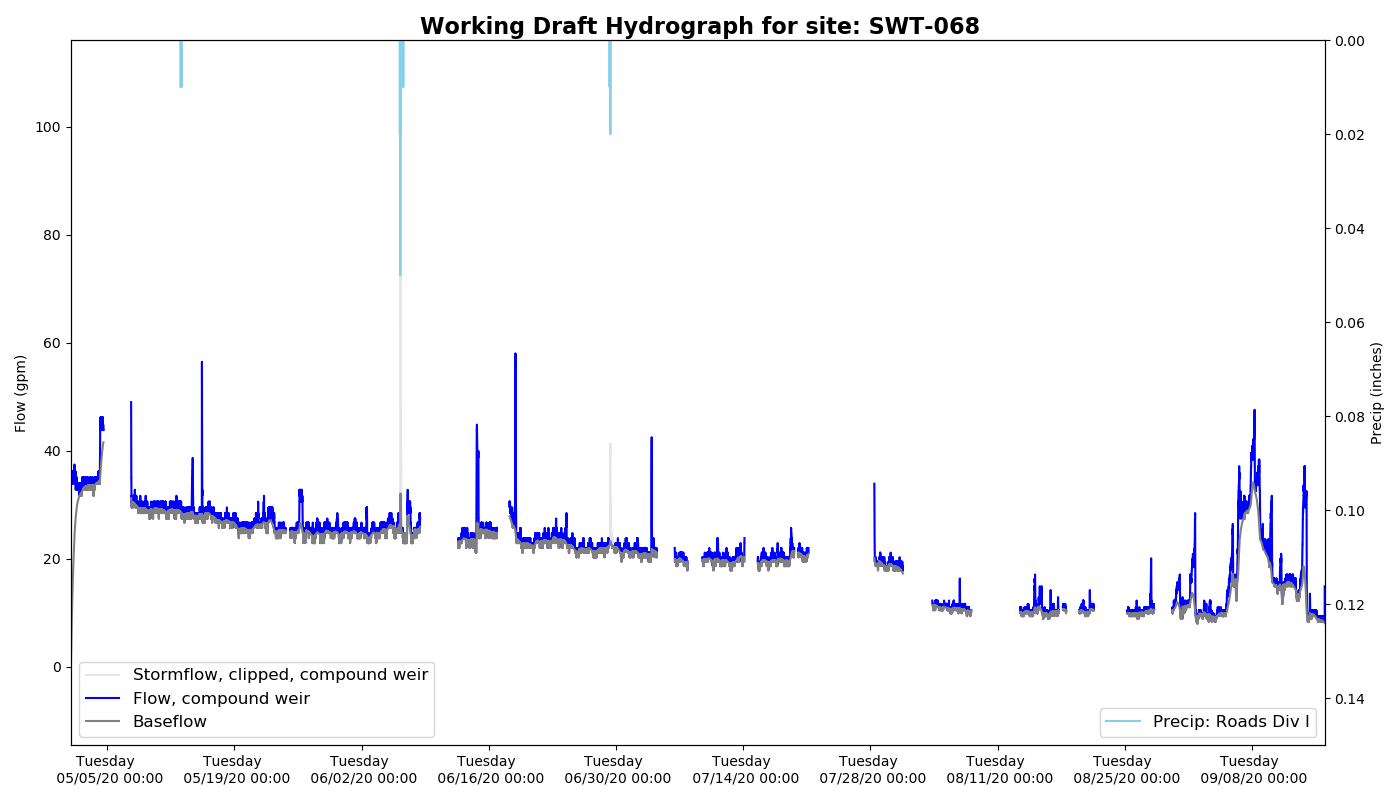 Working Draft Hydrograph for site: SWT-068
Flow (gpm)
100
80
60
40
20
0
0.00
0.02
0.04
0.06
0.08
0.10
0.12
0.14
Precip (inches)
Stormflow, clipped, compound weir
Flow, compound weir
Baseflow
Precip: Roads Div I
Tuesday
05/05/20 00:00
Tuesday
05/19/20 00:00
Tuesday
06/02/20 00:00
Tuesday
06/16/20 00:00
Tuesday
06/30/20 00:00
Tuesday
07/14/20 00:00
Tuesday
07/28/20 00:00
Tuesday
08/11/20 00:00
Tuesday
08/25/20 00:00
Tuesday
09/08/20 00:00